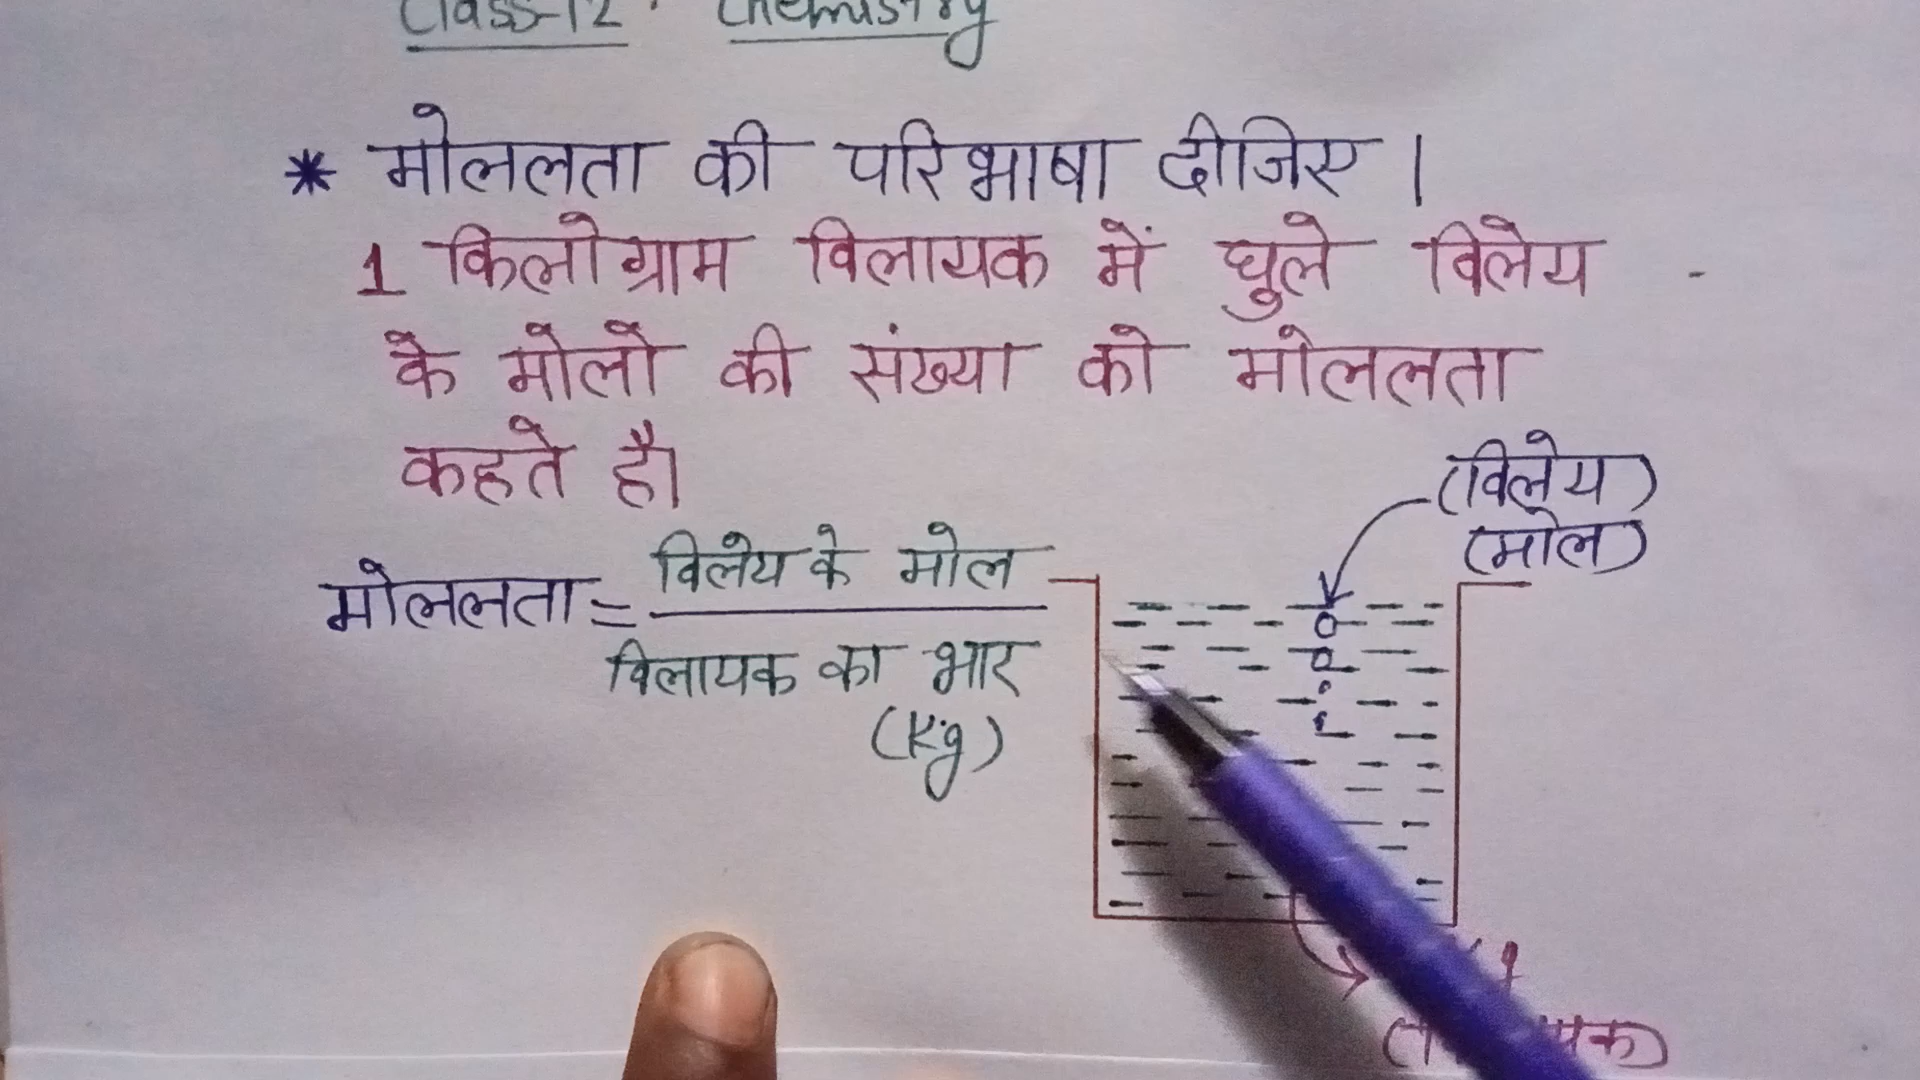 Class-12 Chemistry
* मोललता की परिभाषा दीजिए।
1 किलोग्राम विलायक में घुले विलेय
के मोलो की संख्या को मोललता
कहते है।
(विलेय)
(मोल)
मोललता = विलेय के मोल
विलायक का भार
(Kg)